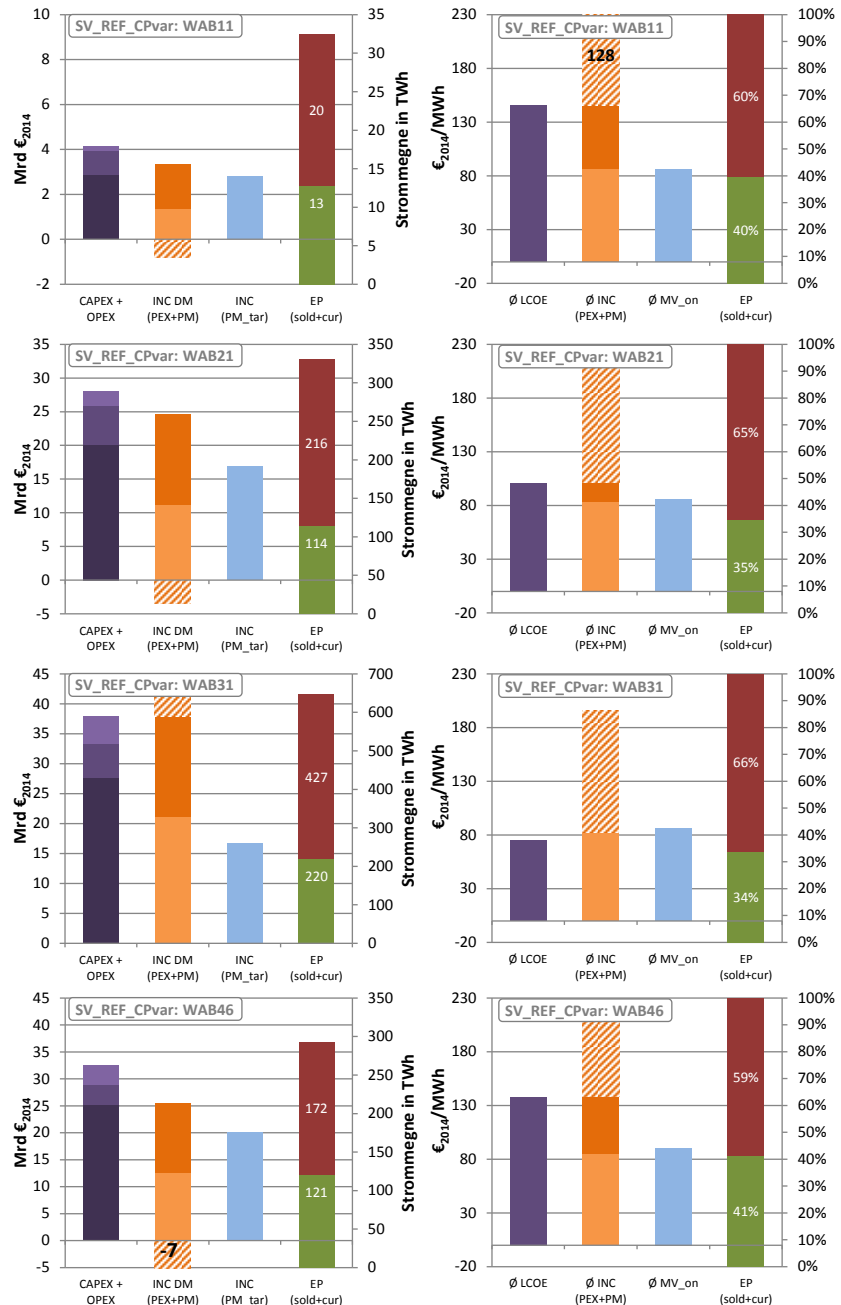 SV_REF_CPvar: WAB11
Mrd €2014
10
8
6
4
2
0
-2
35
30
25
20
15
10
5
0
Strommegne in TWh
20
13
CAPEX + OPEX
INC DM (PEX+PM)
INC (PM_tar)
EP (sold+cur)
SV_REF_CPvar: WAB11
€2014/MWh
230
180
130
80
30
-20
100%
90%
80%
70%
60%
50%
40%
30%
20%
10%
0%
128
60%
40%
Ø LCOE
Ø INC (PEX+PM)
Ø MV_on
EP (sold+cur)
SV_REF_CPvar: WAB21
Mrd €2014
35
30
25
20
15
10
5
0
-5
350
300
250
200
150
100
50
0
Strommegne in TWh
216
114
CAPEX + OPEX
INC DM (PEX+PM)
INC (PM_tar)
EP (sold+cur)
SV_REF_CPvar: WAB21
€2014/MWh
230
180
130
80
30
-20
100%
90%
80%
70%
60%
50%
40%
30%
20%
10%
0%
65%
35%
Ø LCOE
Ø INC (PEX+PM)
Ø MV_on
EP (sold+cur)
SV_REF_CPvar: WAB31
Mrd €2014
45
40
35
30
25
20
15
10
5
0
700
600
500
400
300
200
100
0
Strommegne in TWh
427
220
CAPEX + OPEX
INC DM (PEX+PM)
INC (PM_tar)
EP (sold+cur)
SV_REF_CPvar: WAB31
€2014/MWh
230
180
130
80
30
-20
100%
90%
80%
70%
60%
50%
40%
30%
20%
10%
0%
66%
34%
Ø LCOE
Ø INC (PEX+PM)
Ø MV_on
EP (sold+cur)
SV_REF_CPvar: WAB46
Mrd €2014
45
40
35
30
25
20
15
10
5
0
-5
350
300
250
200
150
100
50
0
Strommegne in TWh
172
121
-7
CAPEX + OPEX
INC DM (PEX+PM)
INC (PM_tar)
EP (sold+cur)
SV_REF_CPvar: WAB46
€2014/MWh
230
180
130
80
30
-20
100%
90%
80%
70%
60%
50%
40%
30%
20%
10%
0%
59%
41%
Ø LCOE
Ø INC (PEX+PM)
Ø MV_on
EP (sold+cur)